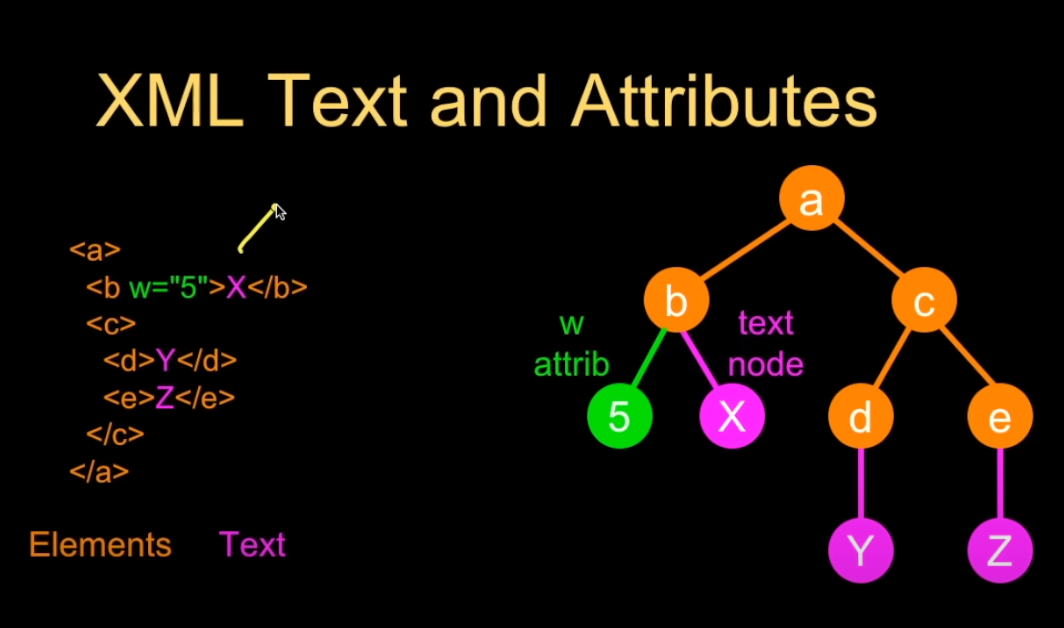 XML Text and Attributes
<a>
<b w="5">X</b>
<c>
<d>Y</d>
<e>Z</e>
</c>
</a>
Elements Text
a
b c
w attrib
text node
5 X d e
Y Z